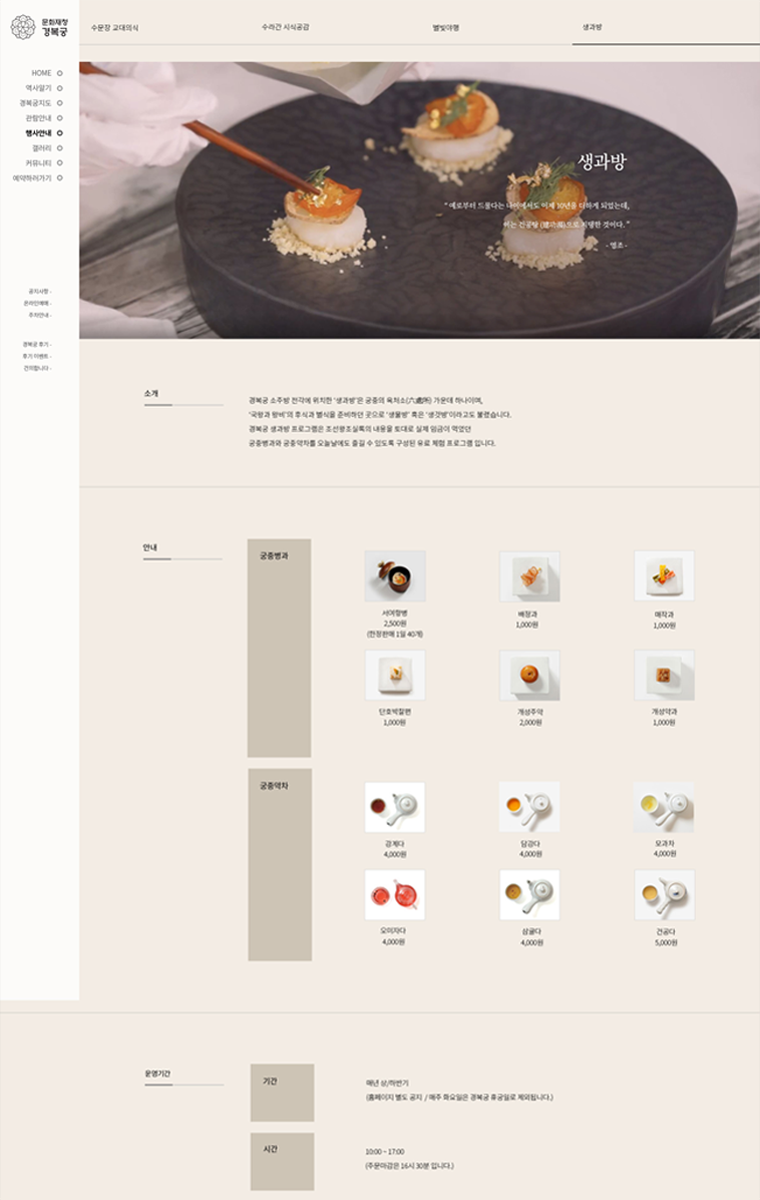 문화재청
경복궁
수문장 교대의식
수라간 시식공감
별빛야행
생과방
HOME
역사알기
경복궁지도
관람안내
행사안내
갤러리
커뮤니티
예약하러가기
공지사항 -
온라인예매 -
주차안내 -
경복궁 후기 -
후기 이벤트 -
건의합니다 -
생과방
“ 예로부터 드물다는 나이에서도 이제 10년을 더하게 되었는데,
이는 건공탕 (建功湯)으로 지탱한 것이다. ”
- 영조 -
소개
경복궁 소주방 전각에 위치한 ‘생과방’은 궁중의 육처소(六處所) 가운데 하나이며,
‘국왕과 왕비’의 후식과 별식을 준비하던 곳으로 ‘생물방’ 혹은 ‘생것방’이라고도 불렸습니다.
경복궁 생과방 프로그램은 조선왕조실록의 내용을 토대로 실제 임금이 먹었던
궁중병과와 궁중약차를 오늘날에도 즐길 수 있도록 구성된 유료 체험 프로그램 입니다.
안내
궁중병과
서여향병
2,500원
(한정판매 1일 40개)
배정과
1,000원
매작과
1,000원
단호박찰편
1,000원
개성주악
2,000원
개성약과
1,000원
궁중약차
강계다
4,000원
담강다
4,000원
모과차
4,000원
오미자다
4,000원
삼귤다
4,000원
건공다
5,000원
운영기간
기간
매년 상/하반기
(홈페이지 별도 공지 / 매주 화요일은 경복궁 휴궁일로 제외됩니다.)
시간
10:00 ~ 17:00
(주문마감은 16시 30분 입니다.)